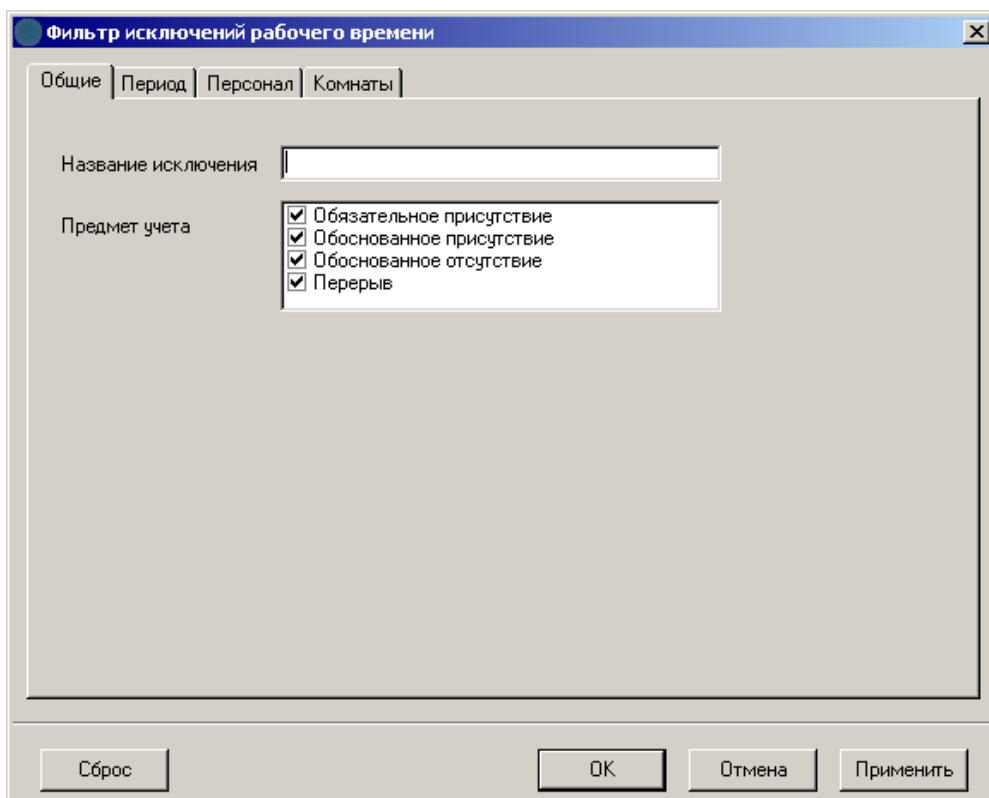 Фильтр исключений рабочего времени
Общие Период Персонал Комнаты
Название исключения
Предмет учета
Обязательное присутствие
Обоснованное присутствие
Обоснованное отсутствие
Перерыв
Сброс OK Отмена Применить